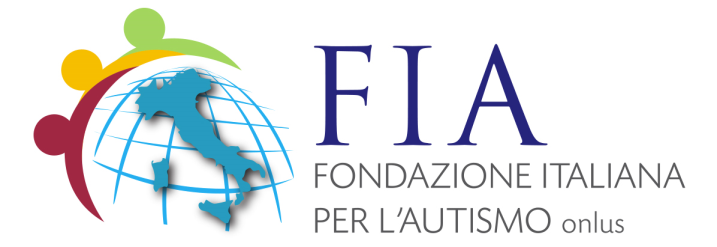 FIA
FONDAZIONE ITALIANA
PER L'AUTISMO onlus